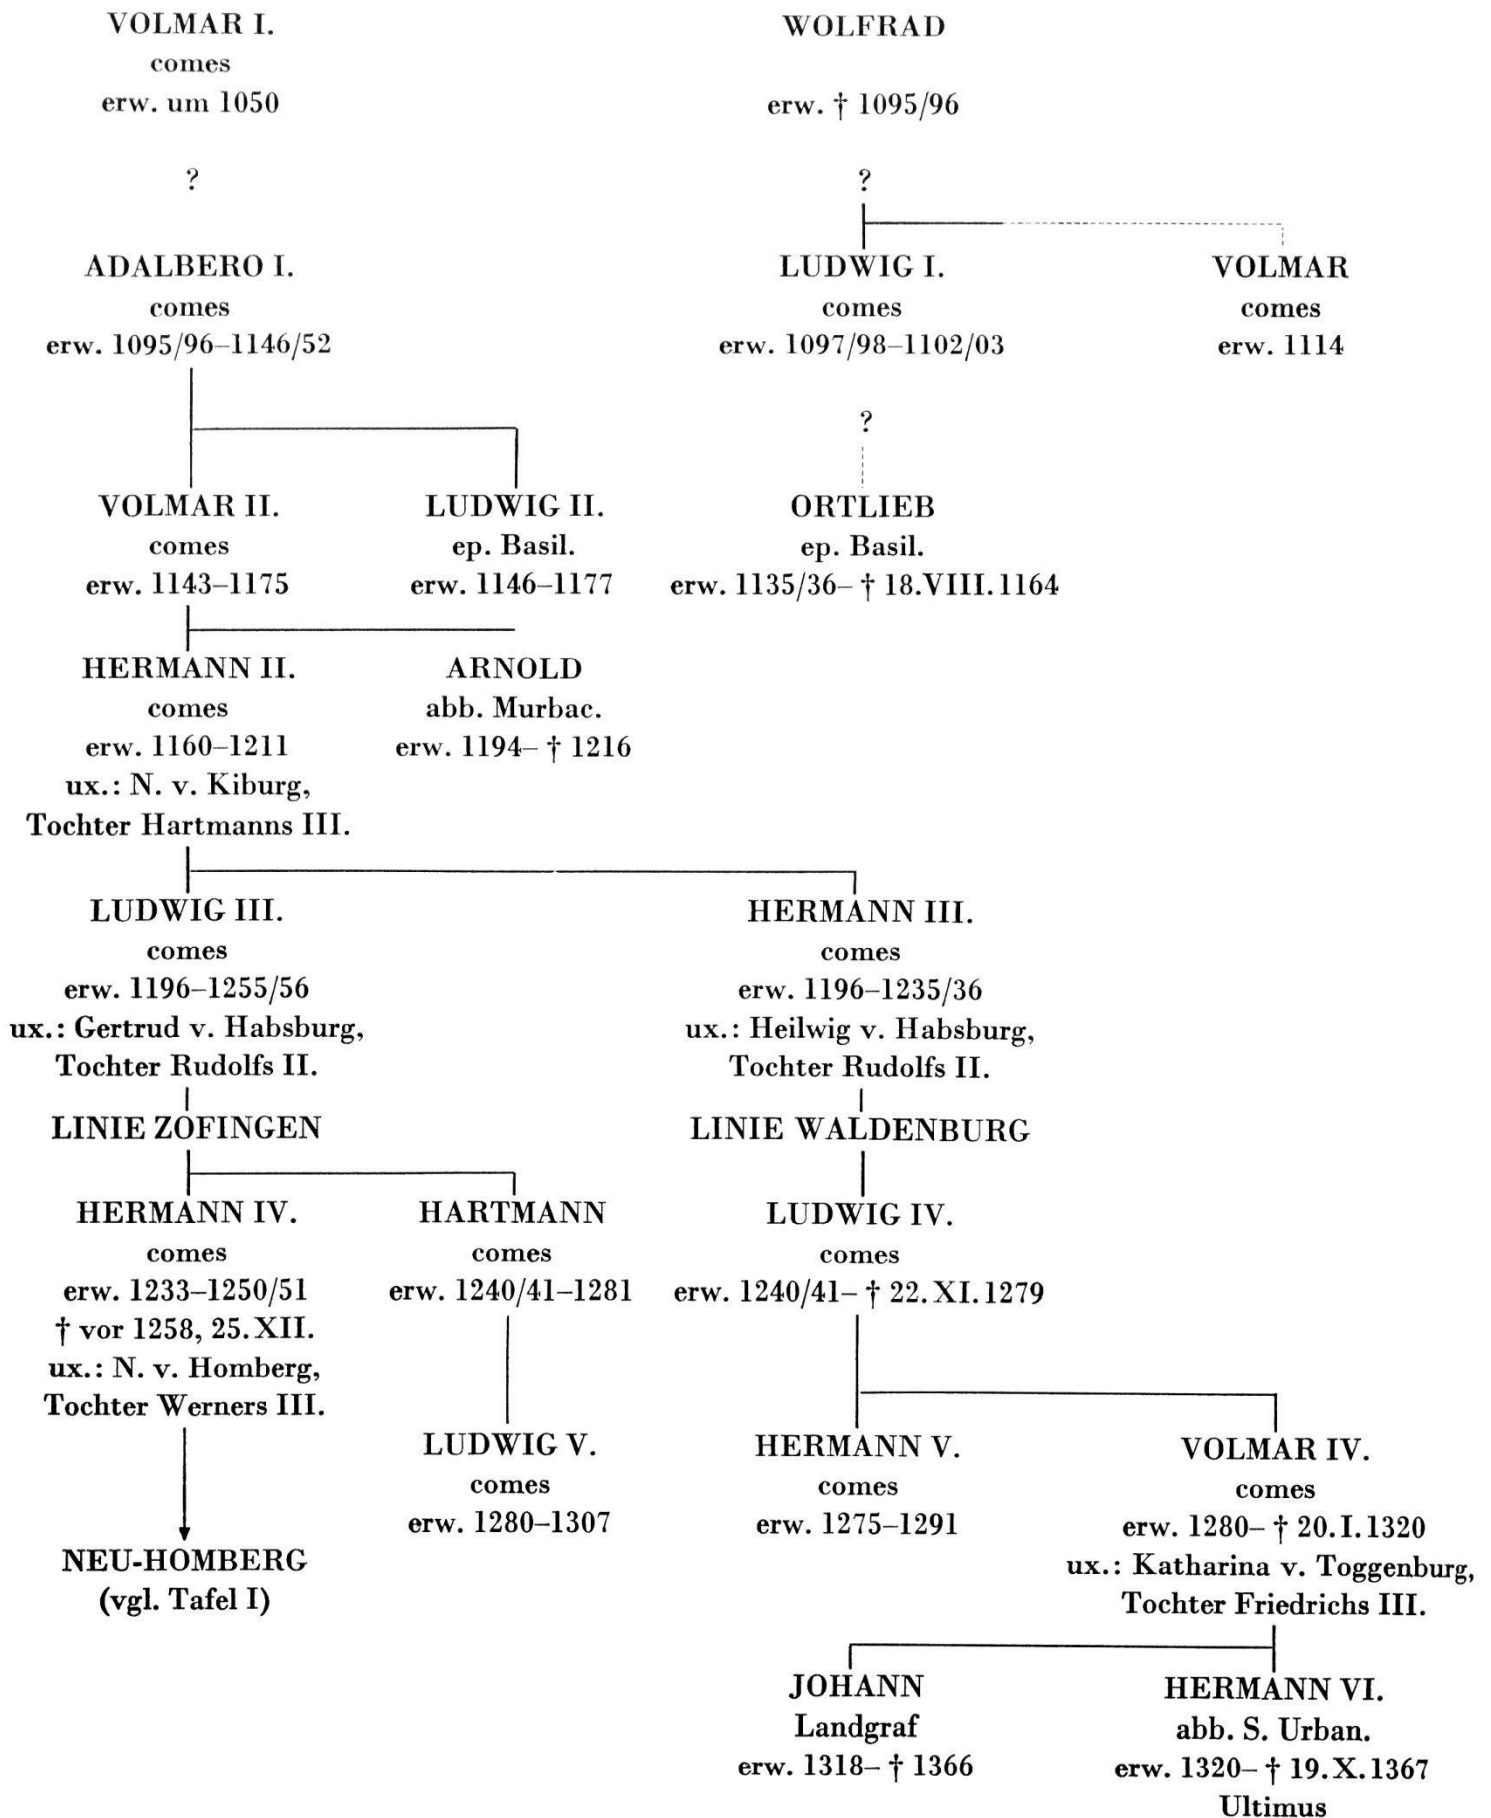 VOLMAR I.
comes
erw. um 1050
WOLFRAD
erw. † 1095/96
?
?
ADALBERO I.
comes
erw. 1095/96–1146/52
LUDWIG I.
comes
erw. 1097/98–1102/03
VOLMAR
comes
erw. 1114
?
VOLMAR II.
comes
erw. 1143–1175
LUDWIG II.
ep. Basil.
erw. 1146–1177
ORTLIEB
ep. Basil.
erw. 1135/36– † 18.VIII.1164
HERMANN II.
comes
erw. 1160–1211
ux.: N. v. Kiburg,
Tochter Hartmanns III.
ARNOLD
abb. Murbac.
erw. 1194– † 1216
LUDWIG III.
comes
erw. 1196–1255/56
ux.: Gertrud v. Habsburg,
Tochter Rudolfs II.
HERMANN III.
comes
erw. 1196–1235/36
ux.: Heilwig v. Habsburg,
Tochter Rudolfs II.
LINIE ZOFINGEN
LINIE WALDENBURG
HERMANN IV.
comes
erw. 1233–1250/51
† vor 1258, 25.XII.
ux.: N. v. Homberg,
Tochter Werners III.
HARTMANN
comes
erw. 1240/41–1281
LUDWIG IV.
comes
erw. 1240/41– † 22.XI.1279
LUDWIG V.
comes
erw. 1280–1307
HERMANN V.
comes
erw. 1275–1291
VOLMAR IV.
comes
erw. 1280– † 20.I.1320
ux.: Katharina v. Toggenburg,
Tochter Friedrichs III.
NEU-HOMBERG
(vgl. Tafel I)
JOHANN
Landgraf
erw. 1318– † 1366
HERMANN VI.
abb. S. Urban.
erw. 1320– † 19.X.1367
Ultimus